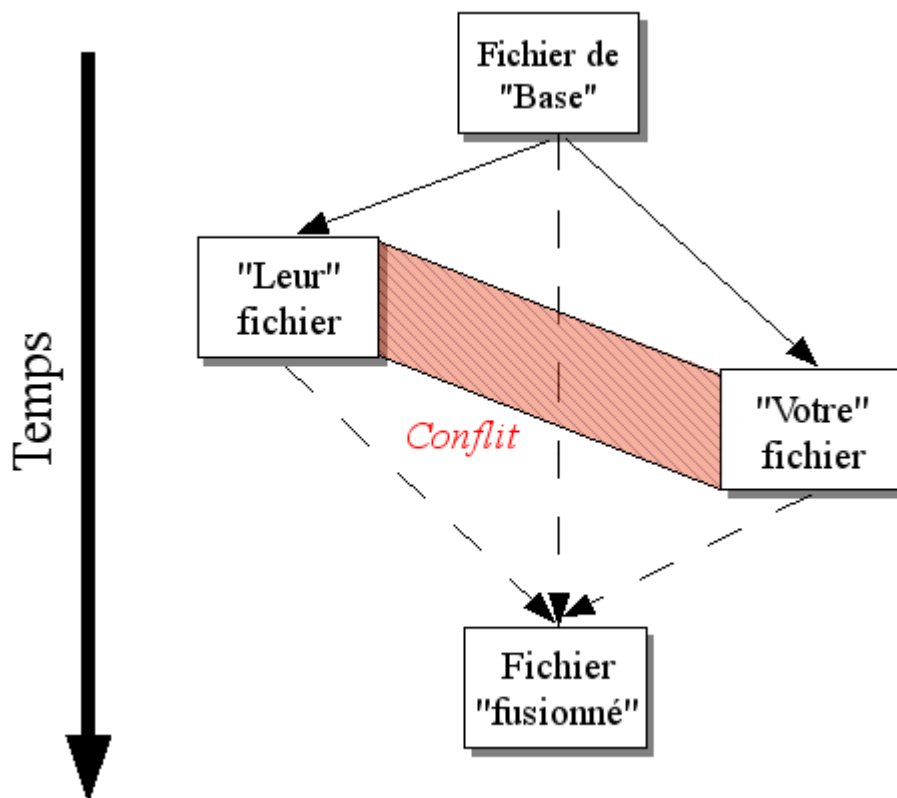 Fichier de
"Base"
"Leur"
fichier
Temps
"Votre"
fichier
Conflit
Fichier
"fusionné"